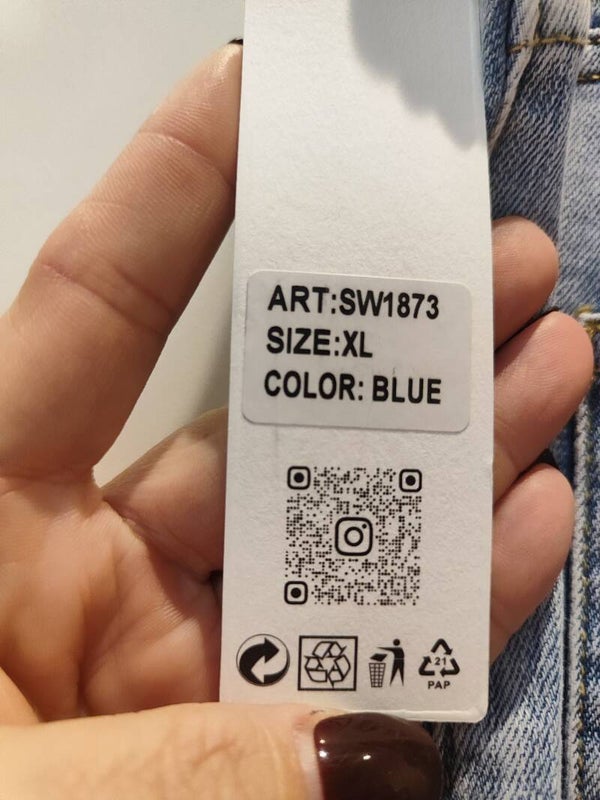 ART:SW1873
SIZE:XL
COLOR: BLUE
21
PAP